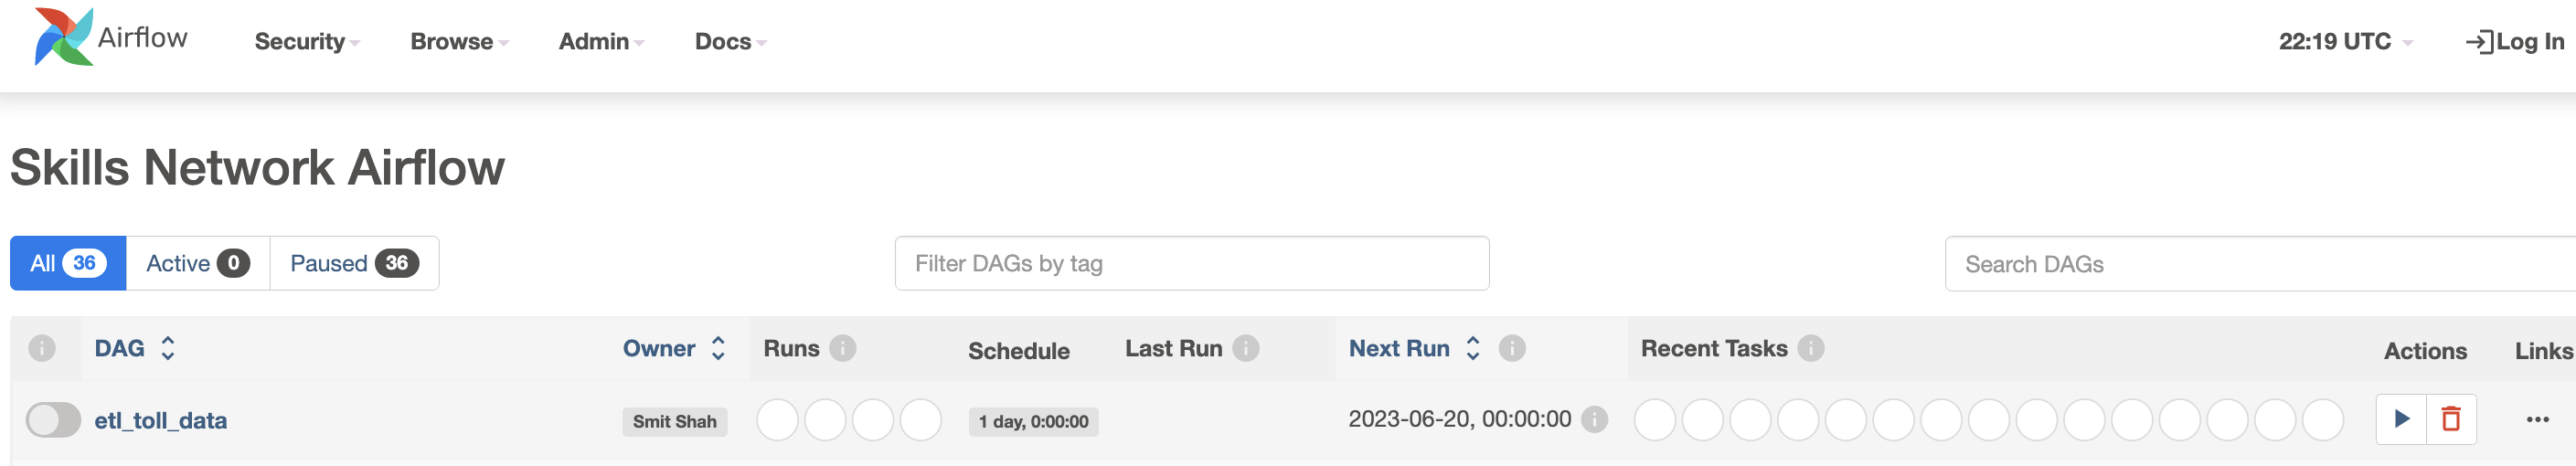 Airflow Security Browse Admin Docs 22:19 UTC Log In
Skills Network Airflow
All 36 Active 0 Paused 36 Filter DAGs by tag Search DAGs
i DAG Owner Runs i Schedule Last Run i Next Run i Recent Tasks i Actions Links
etl_toll_data Smit Shah 1 day, 0:00:00 2023-06-20, 00:00:00 i